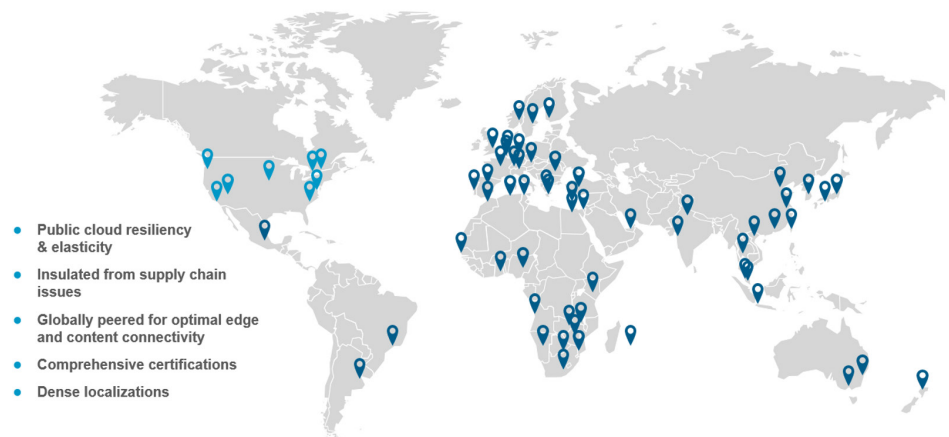 Public cloud resiliency
& elasticity
Insulated from supply chain
issues
Globally peered for optimal edge
and content connectivity
Comprehensive certifications
Dense localizations